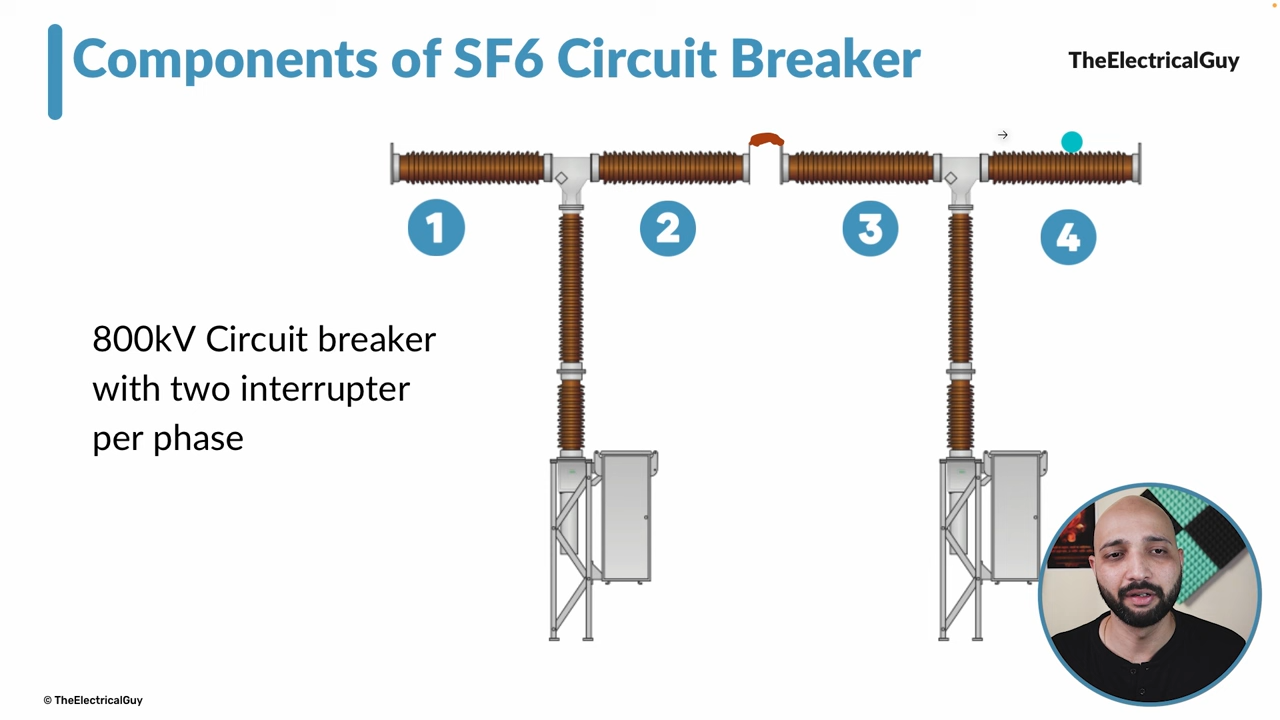 Components of SF6 Circuit Breaker
TheElectricalGuy
1
2
3
4
800kV Circuit breaker
with two interrupter
per phase
© TheElectricalGuy